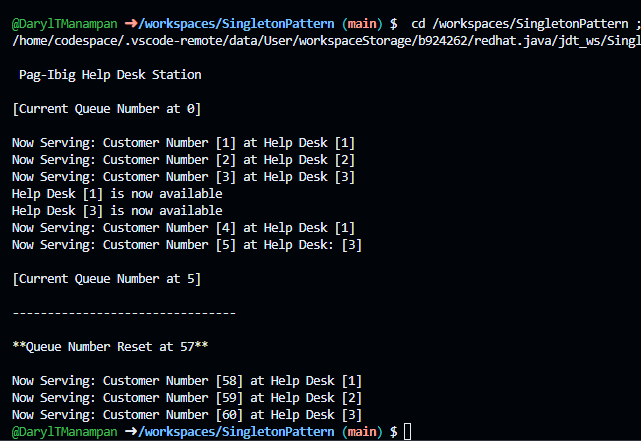 @DarylTManampan ➜/workspaces/SingletonPattern (main) $  cd /workspaces/SingletonPattern ;
/home/codespace/.vscode-remote/data/User/workspaceStorage/b924262/redhat.java/jdt_ws/Singl
Pag-Ibig Help Desk Station
[Current Queue Number at 0]
Now Serving: Customer Number [1] at Help Desk [1]
Now Serving: Customer Number [2] at Help Desk [2]
Now Serving: Customer Number [3] at Help Desk [3]
Help Desk [1] is now available
Help Desk [3] is now available
Now Serving: Customer Number [4] at Help Desk [1]
Now Serving: Customer Number [5] at Help Desk: [3]
[Current Queue Number at 5]
--------------------------------
**Queue Number Reset at 57**
Now Serving: Customer Number [58] at Help Desk [1]
Now Serving: Customer Number [59] at Help Desk [2]
Now Serving: Customer Number [60] at Help Desk [3]
@DarylTManampan ➜/workspaces/SingletonPattern (main) $